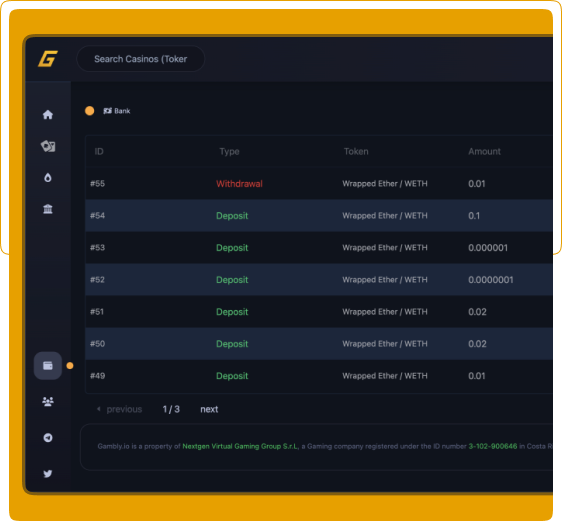 Search Casinos (Toker
Bank
ID Type Token Amount
#55 Withdrawal Wrapped Ether / WETH 0.01
#54 Deposit Wrapped Ether / WETH 0.1
#53 Deposit Wrapped Ether / WETH 0.000001
#52 Deposit Wrapped Ether / WETH 0.0000001
#51 Deposit Wrapped Ether / WETH 0.02
#50 Deposit Wrapped Ether / WETH 0.02
#49 Deposit Wrapped Ether / WETH 0.01
« previous 1 / 3 next
Gambly.io is a property of Nextgen Virtual Gaming Group S.r.L, a Gaming company registered under the ID number 3-102-900646 in Costa R